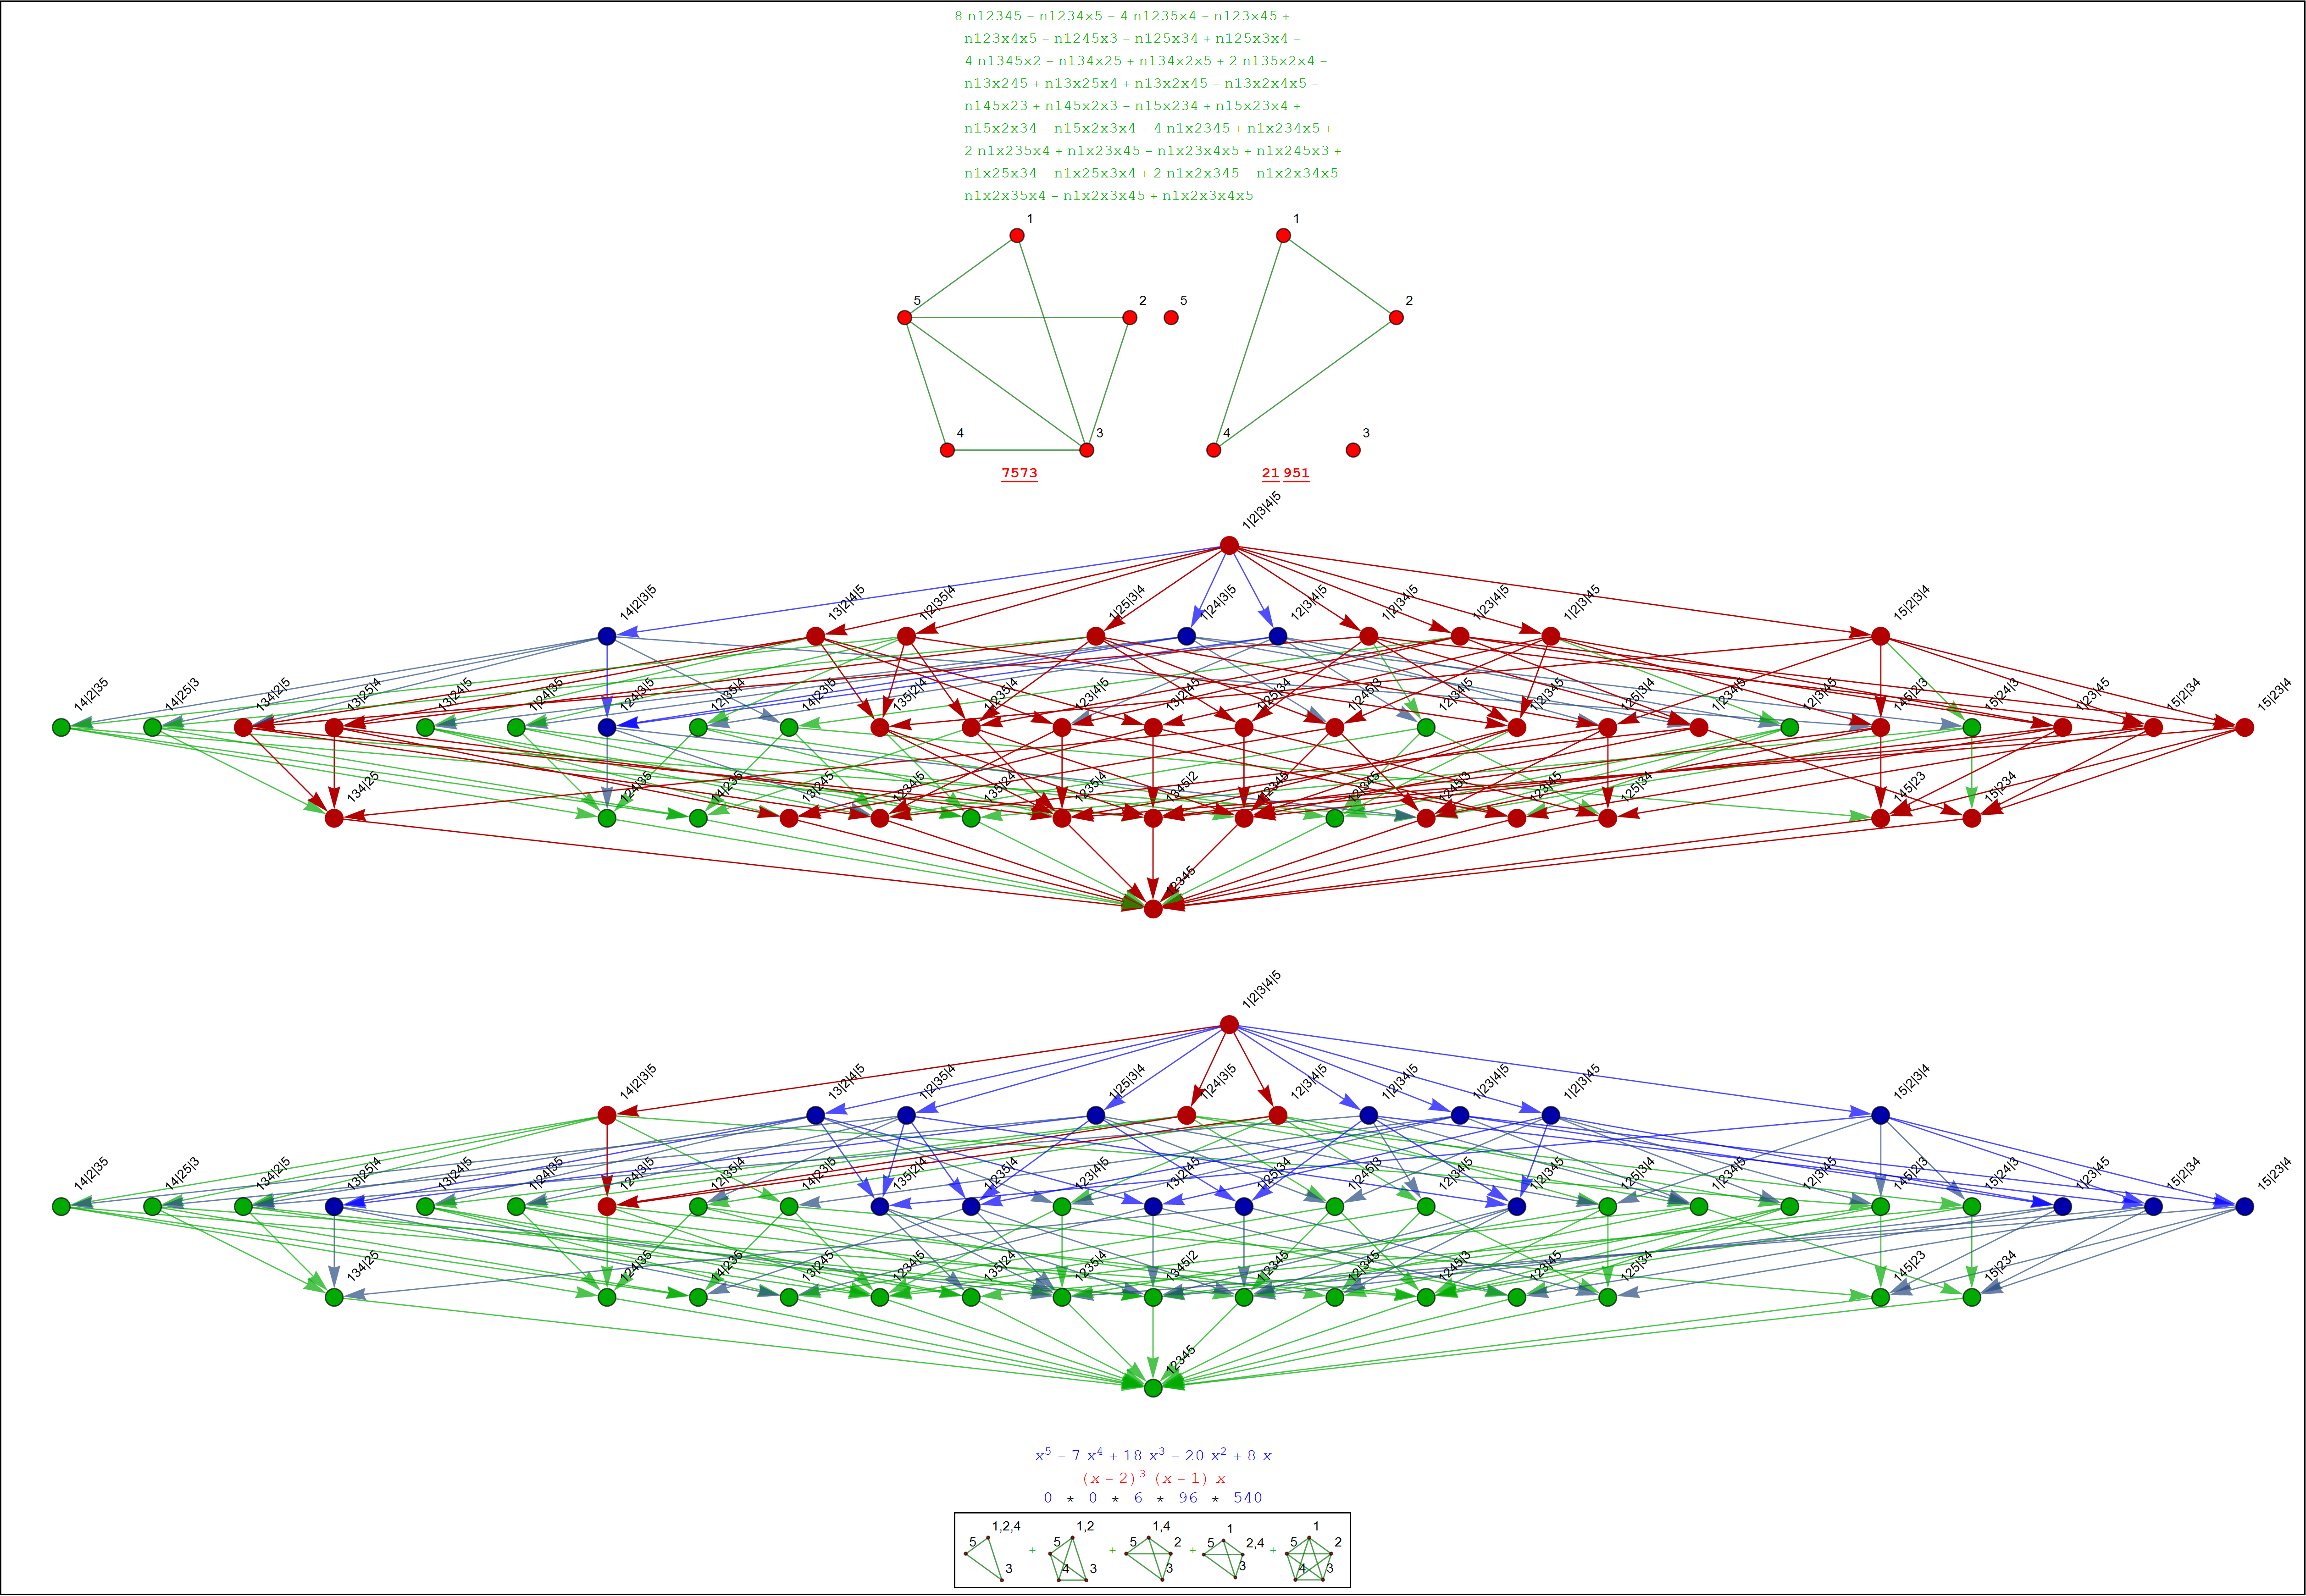 8 n12345 − n1234x5 − 4 n1235x4 − n123x45 +
n123x4x5 − n1245x3 − n125x34 + n125x3x4 −
4 n1345x2 − n134x25 + n134x2x5 + 2 n135x2x4 −
n13x245 + n13x25x4 + n13x2x45 − n13x2x4x5 −
n145x23 + n145x2x3 − n15x234 + n15x23x4 +
n15x2x34 − n15x2x3x4 − 4 n1x2345 + n1x234x5 +
2 n1x235x4 + n1x23x45 − n1x23x4x5 + n1x245x3 +
n1x25x34 − n1x25x3x4 + 2 n1x2x345 − n1x2x34x5 −
n1x2x35x4 − n1x2x3x45 + n1x2x3x4x5
1 1
5 2 5 2
4 3 4 3
7573 21 951
1|2|3|4|5
14|2|3|5 13|2|4|5 1|2|35|4 1|25|3|4 1|24|3|5 12|3|4|5 1|2|34|5 1|23|4|5 1|2|3|45 15|2|3|4
14|2|35 14|25|3 134|2|5 13|25|4 13|24|5 1|24|35 124|3|5 12|35|4 14|23|5 135|2|4 1|235|4 123|4|5 13|2|45 1|25|34 1|245|3 12|34|5 1|2|345 125|3|4 1|234|5 12|3|45 145|2|3 15|24|3 1|23|45 15|2|34 15|23|4
134|25 124|35 14|235 13|245 1234|5 135|24 1235|4 1345|2 1|2345 12|345 1245|3 123|45 125|34 145|23 15|234
12345
1|2|3|4|5
14|2|3|5 13|2|4|5 1|2|35|4 1|25|3|4 1|24|3|5 12|3|4|5 1|2|34|5 1|23|4|5 1|2|3|45 15|2|3|4
14|2|35 14|25|3 134|2|5 13|25|4 13|24|5 1|24|35 124|3|5 12|35|4 14|23|5 135|2|4 1|235|4 123|4|5 13|2|45 1|25|34 1|245|3 12|34|5 1|2|345 125|3|4 1|234|5 12|3|45 145|2|3 15|24|3 1|23|45 15|2|34 15|23|4
134|25 124|35 14|235 13|245 1234|5 135|24 1235|4 1345|2 1|2345 12|345 1245|3 123|45 125|34 145|23 15|234
12345
x⁵ − 7 x⁴ + 18 x³ − 20 x² + 8 x
(x − 2)³ (x − 1) x
0 * 0 * 6 * 96 * 540
1,2,4 1,2 1,4 1 1
5 5 5 2 5 2,4 5 2
+ + + +
3 4 3 3 3 4 3